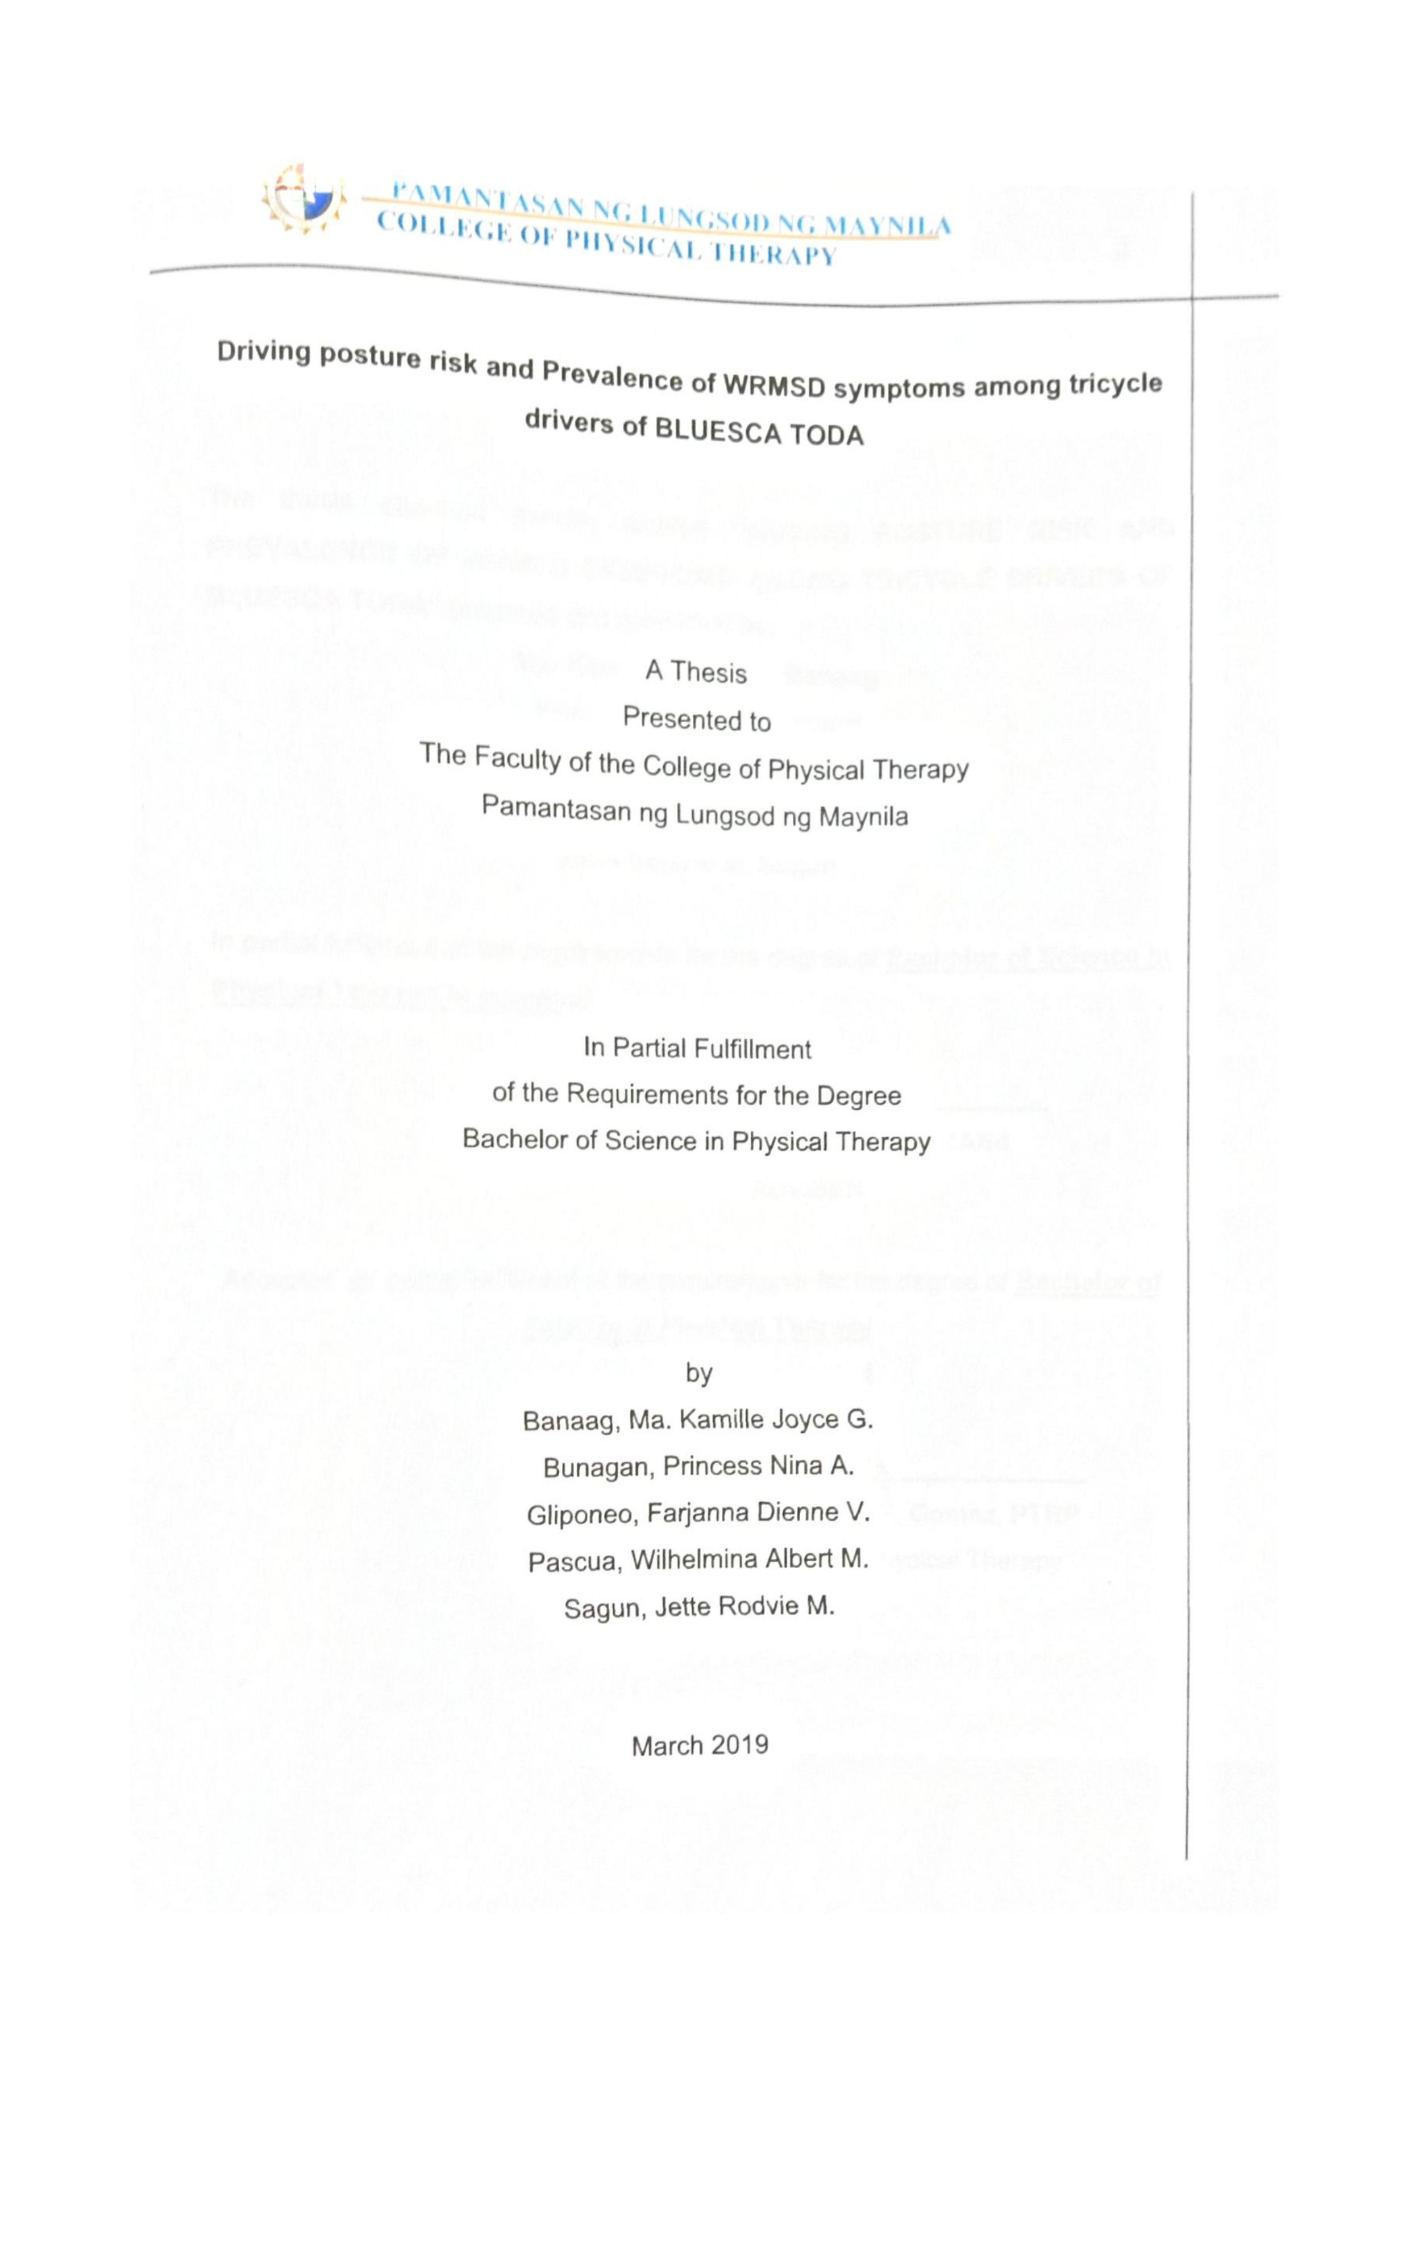 PAMANTASAN NG LUNGSOD NG MAYNILA
COLLEGE OF PHYSICAL THERAPY
Driving posture risk and Prevalence of WRMSD symptoms among tricycle
drivers of BLUESCA TODA
A Thesis
Presented to
The Faculty of the College of Physical Therapy
Pamantasan ng Lungsod ng Maynila
In Partial Fulfillment
of the Requirements for the Degree
Bachelor of Science in Physical Therapy
by
Banaag, Ma. Kamille Joyce G.
Bunagan, Princess Nina A.
Gliponeo, Farjanna Dienne V.
Pascua, Wilhelmina Albert M.
Sagun, Jette Rodvie M.
March 2019